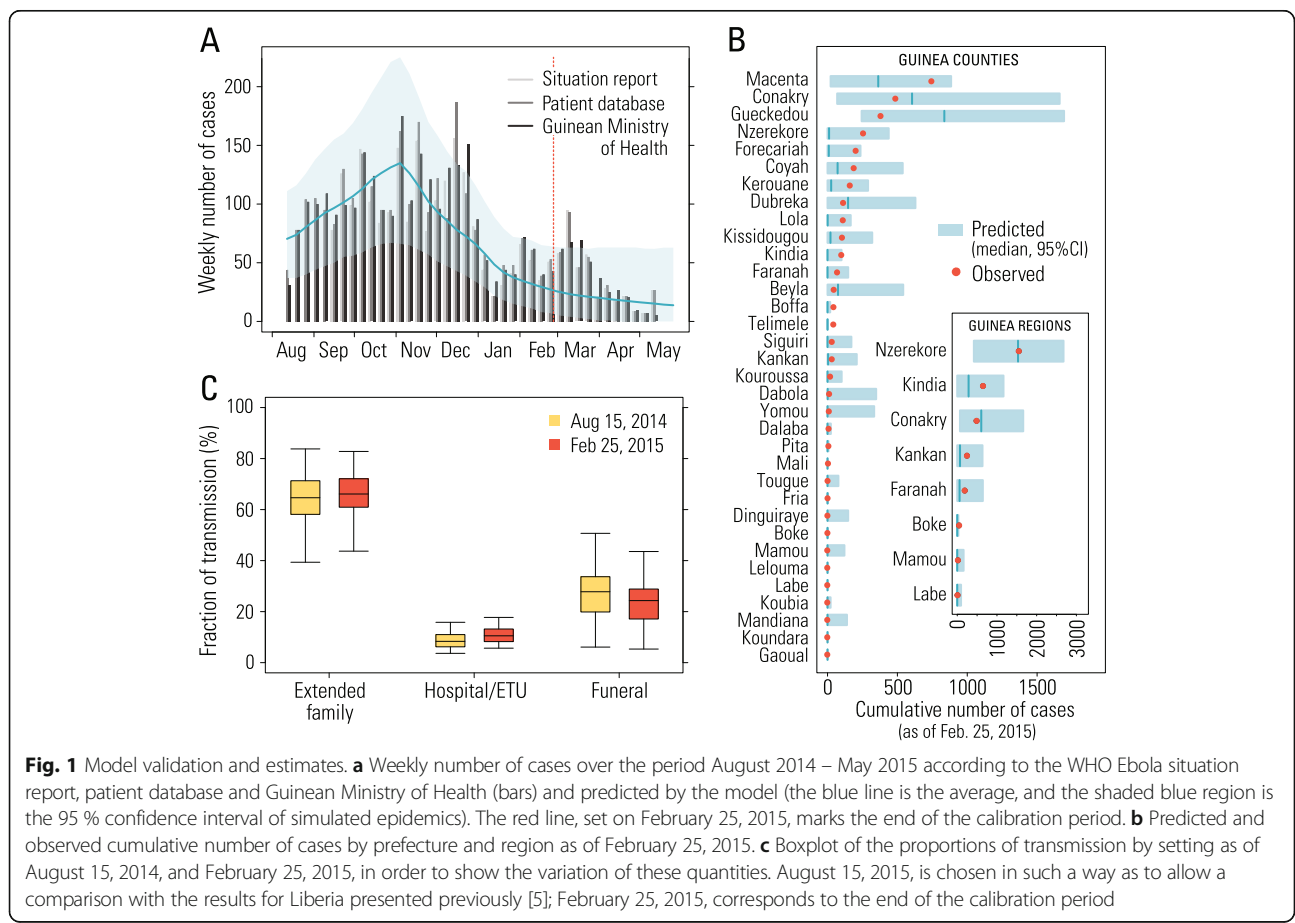 A
Weekly number of cases
200
150
100
50
0
Situation report
Patient database
Guinean Ministry
of Health
Aug Sep Oct Nov Dec Jan Feb Mar Apr May
B
GUINEA COUNTIES
Macenta
Conakry
Gueckedou
Nzerekore
Forecariah
Coyah
Kerouane
Dubreka
Lola
Kissidougou
Kindia
Faranah
Beyla
Boffa
Telimele
Siguiri
Kankan
Kouroussa
Dabola
Yomou
Dalaba
Pita
Mali
Tougue
Fria
Dinguiraye
Boke
Mamou
Lelouma
Labe
Koubia
Mandiana
Koundara
Gaoual
Predicted
(median, 95%CI)
Observed
GUINEA REGIONS
Nzerekore
Kindia
Conakry
Kankan
Faranah
Boke
Mamou
Labe
0 1000 2000 3000
0 500 1000 1500
Cumulative number of cases
(as of Feb. 25, 2015)
C
Fraction of transmission (%)
100
80
60
40
20
0
Aug 15, 2014
Feb 25, 2015
Extended
family
Hospital/ETU
Funeral
Fig. 1 Model validation and estimates. a Weekly number of cases over the period August 2014 – May 2015 according to the WHO Ebola situation
report, patient database and Guinean Ministry of Health (bars) and predicted by the model (the blue line is the average, and the shaded blue region is
the 95 % confidence interval of simulated epidemics). The red line, set on February 25, 2015, marks the end of the calibration period. b Predicted and
observed cumulative number of cases by prefecture and region as of February 25, 2015. c Boxplot of the proportions of transmission by setting as of
August 15, 2014, and February 25, 2015, in order to show the variation of these quantities. August 15, 2015, is chosen in such a way as to allow a
comparison with the results for Liberia presented previously [5]; February 25, 2015, corresponds to the end of the calibration period